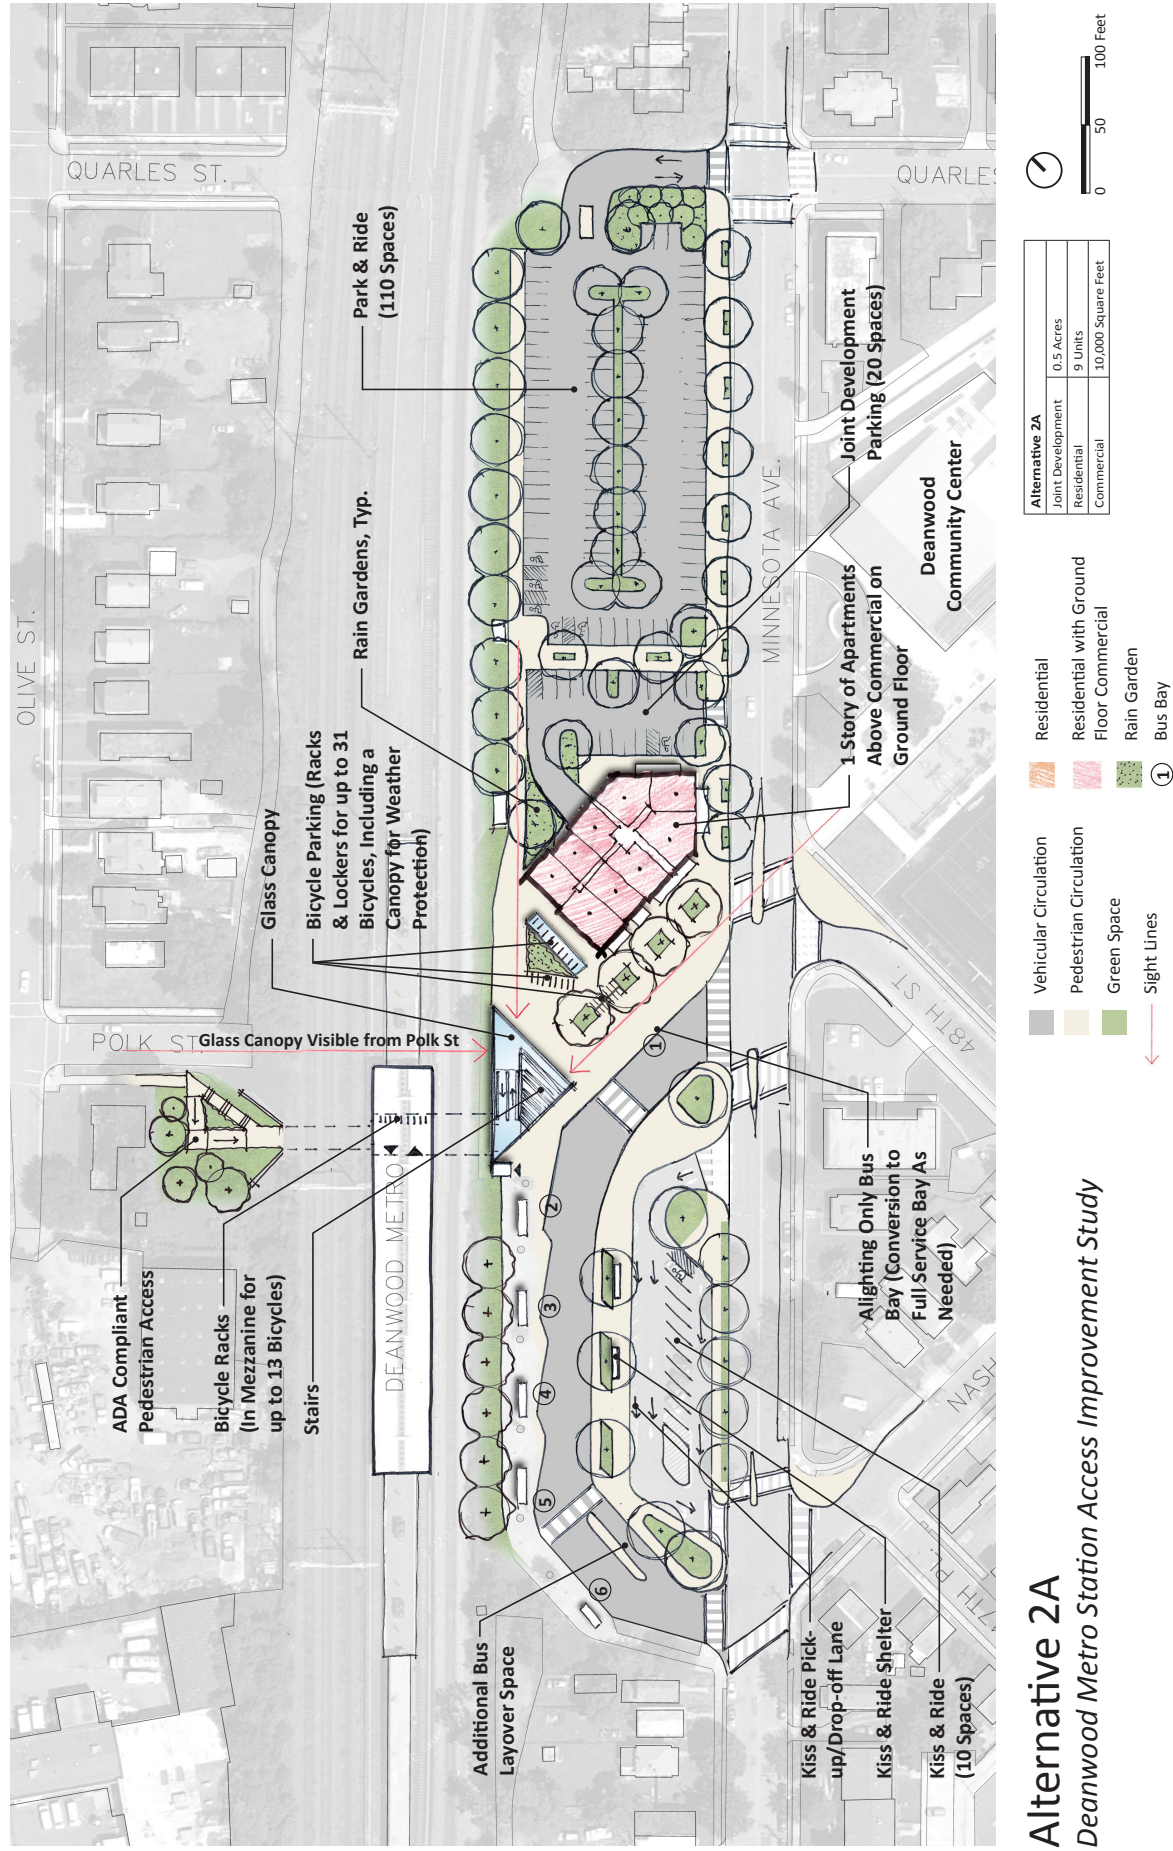 OLIVE ST.
QUARLES ST.
POLK ST.
Glass Canopy Visible from Polk St
ADA Compliant
Pedestrian Access
Bicycle Racks
(In Mezzanine for
up to 13 Bicycles)
Stairs
Glass Canopy
Bicycle Parking (Racks
& Lockers for up to 31
Bicycles, Including a
Canopy for Weather
Protection)
Rain Gardens, Typ.
Park & Ride
(110 Spaces)
DEANWOOD METRO
2
3
4
5
6
1
Additional Bus
Layover Space
Kiss & Ride Pick-
up/Drop-off Lane
Kiss & Ride Shelter
Kiss & Ride
(10 Spaces)
Alighting Only Bus
Bay (Conversion to
Full Service Bay As
Needed)
1 Story of Apartments
Above Commercial on
Ground Floor
Joint Development
Parking (20 Spaces)
MINNESOTA AVE.
Deanwood
Community Center
QUARLES
48TH ST.
NASH
7TH PL.
Alternative 2A
Deanwood Metro Station Access Improvement Study
Vehicular Circulation
Pedestrian Circulation
Green Space
Sight Lines
Residential
Residential with Ground
Floor Commercial
Rain Garden
1 Bus Bay
Alternative 2A
Joint Development 0.5 Acres
Residential 9 Units
Commercial 10,000 Square Feet
0 50 100 Feet